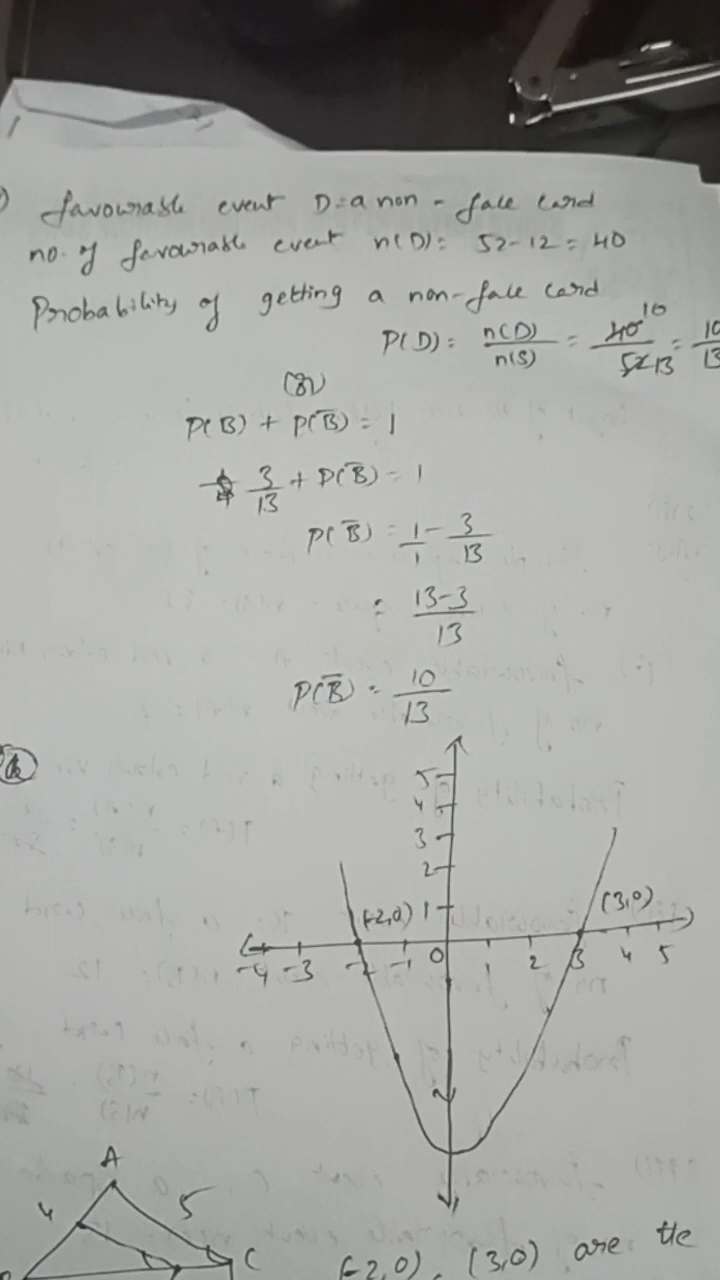 ) favourable event D=a non-face card
no. of favourable event n(D)= 52-12=40
Probability of getting a non-face card
P(D)= n(D)/n(S) = 40 10/52 13 = 10/13
(or)
P(B) + P(B̅) = 1
3/13 + P(B̅) = 1
P(B̅) = 1/1 - 3/13
= 13-3/13
P(B̅) = 10/13
5
4
3
2
(-2,0) 1 (3,0)
-4 -3 -2 -1 0 1 2 3 4 5
A
4 5
C
(-2,0), (3,0) are the